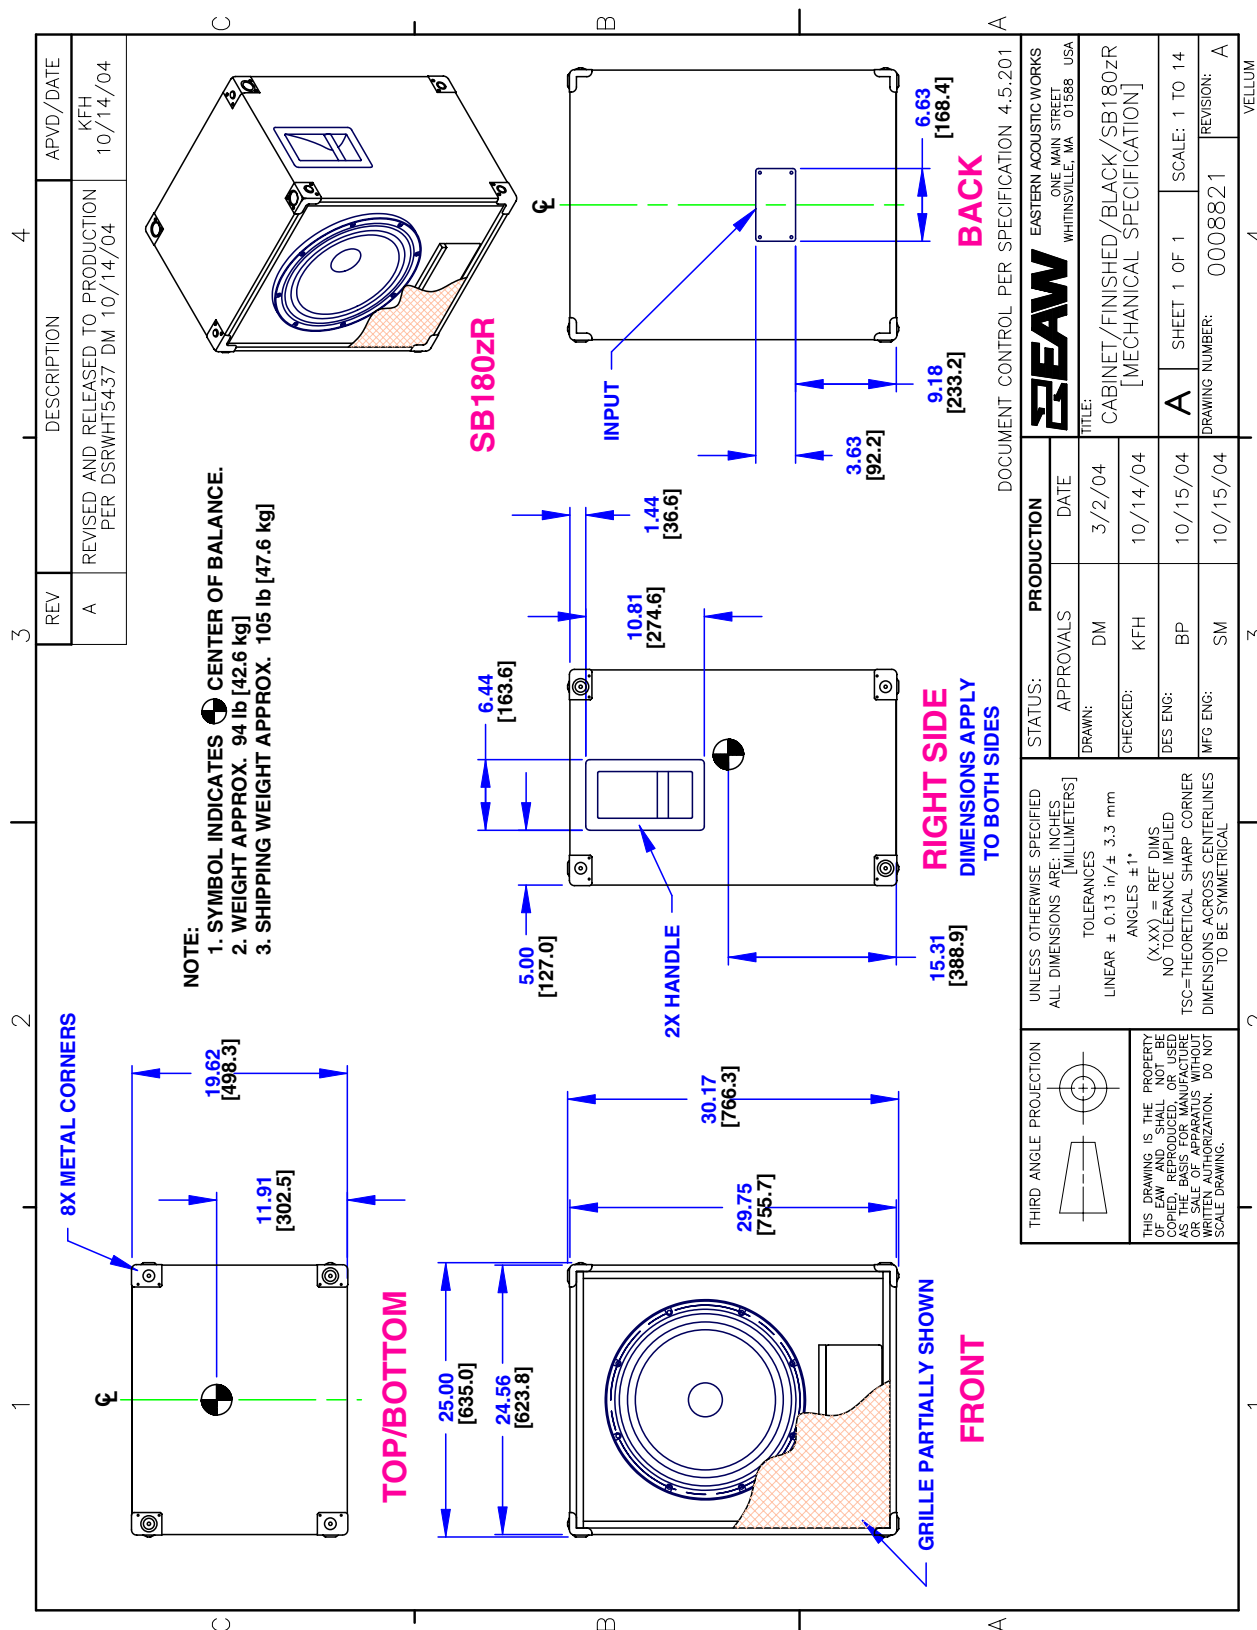 REV
DESCRIPTION
APVD/DATE
A
REVISED AND RELEASED TO PRODUCTION
PER DSRWHT5437 DM 10/14/04
KFH
10/14/04
1
2
3
4
C
B
A
C
B
A
NOTE:
1. SYMBOL INDICATES CENTER OF BALANCE.
2. WEIGHT APPROX. 94 lb [42.6 kg]
3. SHIPPING WEIGHT APPROX. 105 lb [47.6 kg]
8X METAL CORNERS
℄
19.62
[498.3]
11.91
[302.5]
TOP/BOTTOM
SB180zR
25.00
[635.0]
24.56
[623.8]
30.17
[766.3]
29.75
[755.7]
GRILLE PARTIALLY SHOWN
FRONT
6.44
[163.6]
5.00
[127.0]
1.44
[36.6]
10.81
[274.6]
2X HANDLE
15.31
[388.9]
RIGHT SIDE
DIMENSIONS APPLY
TO BOTH SIDES
℄
INPUT
6.63
[168.4]
3.63
[92.2]
9.18
[233.2]
BACK
DOCUMENT CONTROL PER SPECIFICATION 4.5.201
THIRD ANGLE PROJECTION
THIS DRAWING IS THE PROPERTY
OF EAW AND SHALL NOT BE
COPIED, REPRODUCED, OR USED
AS THE BASIS FOR MANUFACTURE
OR SALE OF APPARATUS WITHOUT
WRITTEN AUTHORIZATION. DO NOT
SCALE DRAWING.
UNLESS OTHERWISE SPECIFIED
ALL DIMENSIONS ARE: INCHES
[MILLIMETERS]
TOLERANCES
LINEAR ± 0.13 in/± 3.3 mm
ANGLES ±1°
(X.XX) = REF DIMS
NO TOLERANCE IMPLIED
TSC=THEORETICAL SHARP CORNER
DIMENSIONS ACROSS CENTERLINES
TO BE SYMMETRICAL
STATUS: PRODUCTION
APPROVALS DATE
DRAWN: DM 3/2/04
CHECKED: KFH 10/14/04
DES ENG: BP 10/15/04
MFG ENG: SM 10/15/04
EAW
EASTERN ACOUSTIC WORKS
ONE MAIN STREET
WHITINSVILLE, MA 01588 USA
TITLE:
CABINET/FINISHED/BLACK/SB180zR
[MECHANICAL SPECIFICATION]
A
SHEET 1 OF 1
SCALE: 1 TO 14
DRAWING NUMBER: 0008821
REVISION: A
1
2
3
4
VELLUM